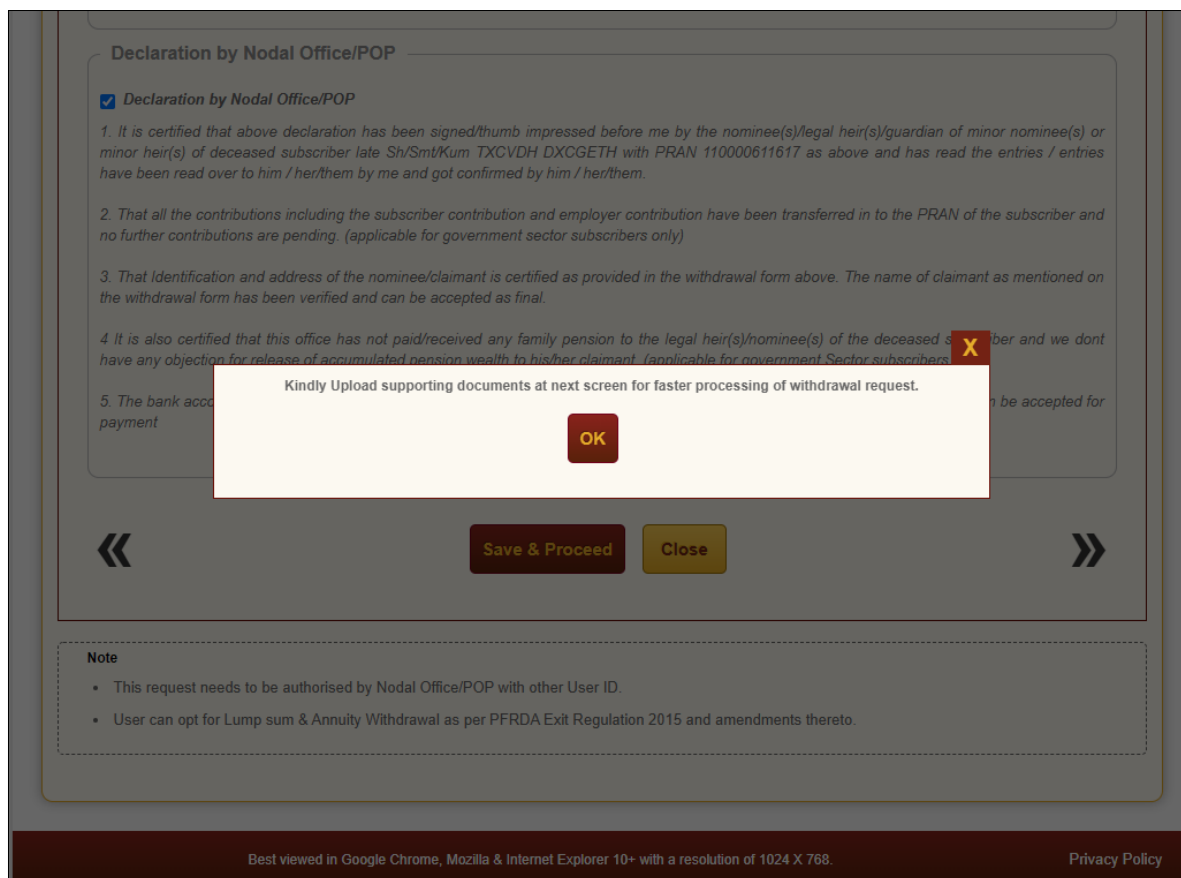 Declaration by Nodal Office/POP
Declaration by Nodal Office/POP
1. It is certified that above declaration has been signed/thumb impressed before me by the nominee(s)/legal heir(s)/guardian of minor nominee(s) or
minor heir(s) of deceased subscriber late Sh/Smt/Kum TXCVDH DXCGETH with PRAN 110000611617 as above and has read the entries / entries
have been read over to him / her/them by me and got confirmed by him / her/them.
2. That all the contributions including the subscriber contribution and employer contribution have been transferred in to the PRAN of the subscriber and
no further contributions are pending. (applicable for government sector subscribers only)
3. That Identification and address of the nominee/claimant is certified as provided in the withdrawal form above. The name of claimant as mentioned on
the withdrawal form has been verified and can be accepted as final.
4 It is also certified that this office has not paid/received any family pension to the legal heir(s)/nominee(s) of the deceased s ber and we dont
have any objection for release of accumulated pension wealth to his/her claimant. (applicable for government Sector subscribers
X
Kindly Upload supporting documents at next screen for faster processing of withdrawal request.
OK
5. The bank acco n be accepted for
payment
« Save & Proceed Close »
Note
• This request needs to be authorised by Nodal Office/POP with other User ID.
• User can opt for Lump sum & Annuity Withdrawal as per PFRDA Exit Regulation 2015 and amendments thereto.
Best viewed in Google Chrome, Mozilla & Internet Explorer 10+ with a resolution of 1024 X 768. Privacy Policy